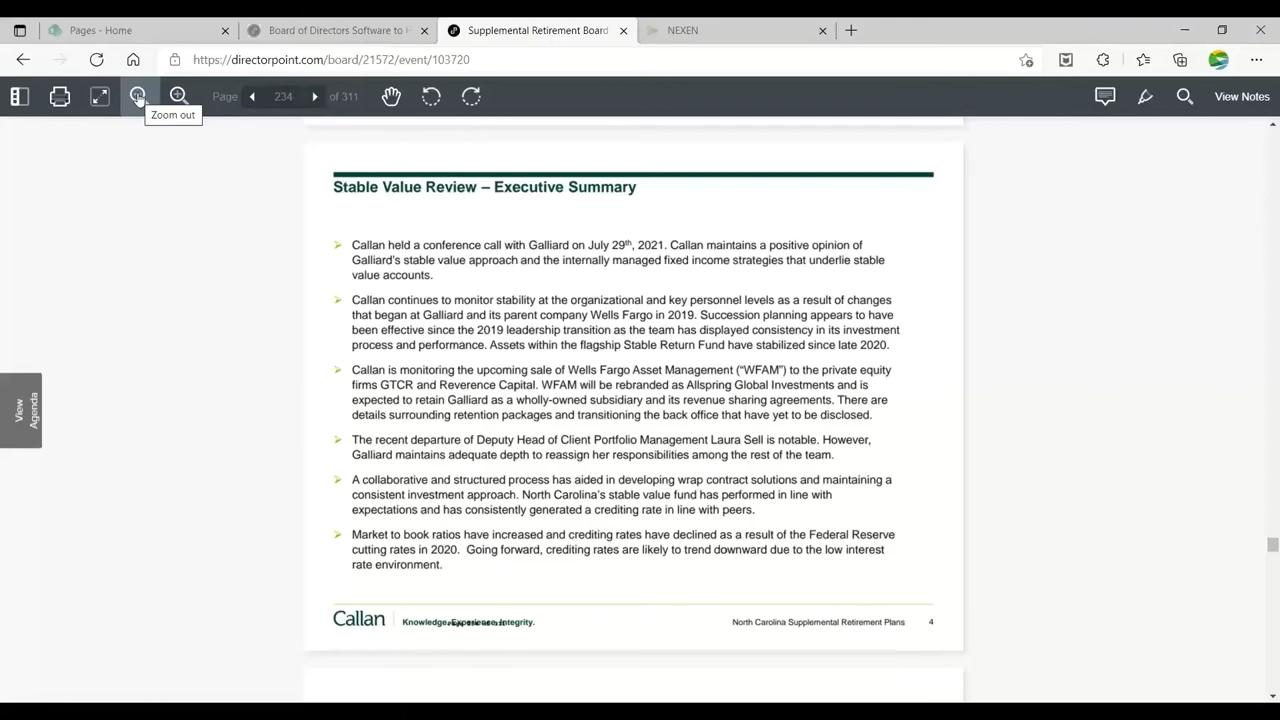 Pages - Home
Board of Directors Software to H
Supplemental Retirement Board
NEXEN
https://directorpoint.com/board/21572/event/103720
Page 234 of 311
View Notes
Zoom out
View Agenda
Stable Value Review – Executive Summary
Callan held a conference call with Galliard on July 29th, 2021. Callan maintains a positive opinion of
Galliard's stable value approach and the internally managed fixed income strategies that underlie stable
value accounts.
Callan continues to monitor stability at the organizational and key personnel levels as a result of changes
that began at Galliard and its parent company Wells Fargo in 2019. Succession planning appears to have
been effective since the 2019 leadership transition as the team has displayed consistency in its investment
process and performance. Assets within the flagship Stable Return Fund have stabilized since late 2020.
Callan is monitoring the upcoming sale of Wells Fargo Asset Management ("WFAM") to the private equity
firms GTCR and Reverence Capital. WFAM will be rebranded as Allspring Global Investments and is
expected to retain Galliard as a wholly-owned subsidiary and its revenue sharing agreements. There are
details surrounding retention packages and transitioning the back office that have yet to be disclosed.
The recent departure of Deputy Head of Client Portfolio Management Laura Sell is notable. However,
Galliard maintains adequate depth to reassign her responsibilities among the rest of the team.
A collaborative and structured process has aided in developing wrap contract solutions and maintaining a
consistent investment approach. North Carolina's stable value fund has performed in line with
expectations and has consistently generated a crediting rate in line with peers.
Market to book ratios have increased and crediting rates have declined as a result of the Federal Reserve
cutting rates in 2020. Going forward, crediting rates are likely to trend downward due to the low interest
rate environment.
Callan
Knowledge. Experience. Integrity.
North Carolina Supplemental Retirement Plans 4